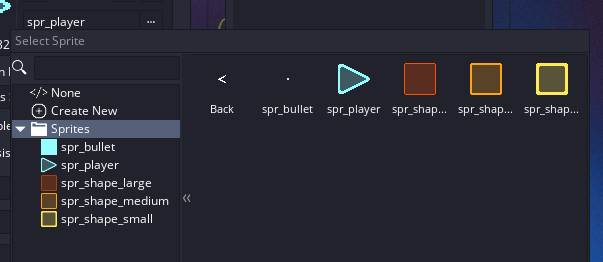 spr_player ...
Select Sprite
</> None
Create New
Sprites
spr_bullet
spr_player
spr_shape_large
spr_shape_medium
spr_shape_small
«
<
Back
spr_bullet
spr_player
spr_shap...
spr_shap...
spr_shap...